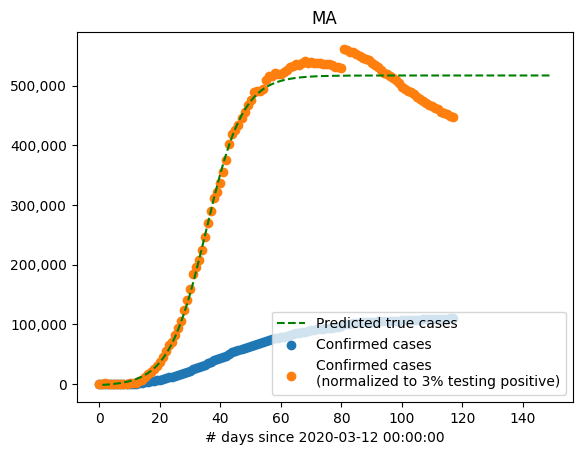 MA
500,000
400,000
300,000
200,000
100,000
0
Predicted true cases
Confirmed cases
Confirmed cases
(normalized to 3% testing positive)
0 20 40 60 80 100 120 140
# days since 2020-03-12 00:00:00